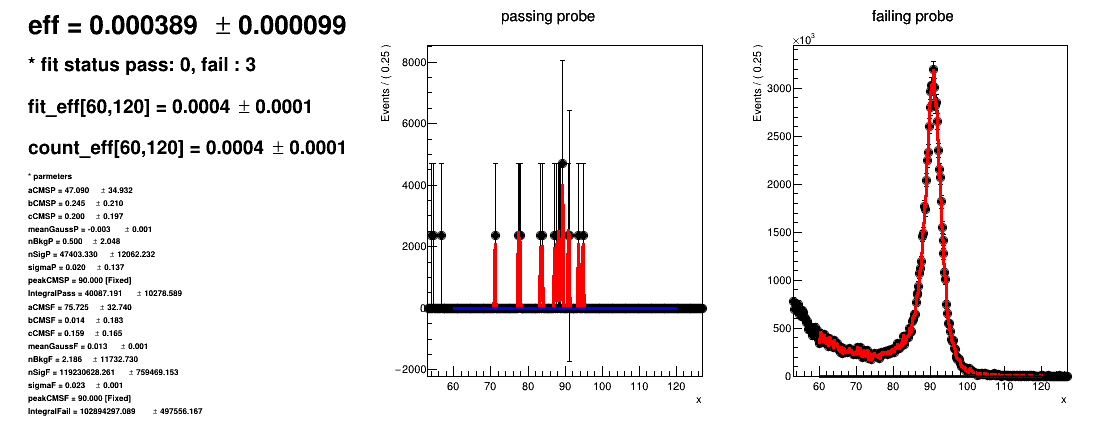 eff = 0.000389 ± 0.000099
* fit status pass: 0, fail : 3
fit_eff[60,120] = 0.0004 ± 0.0001
count_eff[60,120] = 0.0004 ± 0.0001
* parmeters
aCMSP = 47.090 ± 34.932
bCMSP = 0.245 ± 0.210
cCMSP = 0.200 ± 0.197
meanGaussP = -0.003 ± 0.001
nBkgP = 0.500 ± 2.048
nSigP = 47403.330 ± 12062.232
sigmaP = 0.020 ± 0.137
peakCMSP = 90.000 [Fixed]
IntegralPass = 40087.191 ± 10278.589
aCMSF = 75.725 ± 32.740
bCMSF = 0.014 ± 0.183
cCMSF = 0.159 ± 0.165
meanGaussF = 0.013 ± 0.001
nBkgF = 2.186 ± 11732.730
nSigF = 119230628.261 ± 759469.153
sigmaF = 0.023 ± 0.001
peakCMSF = 90.000 [Fixed]
IntegralFail = 102894297.089 ± 497556.167
passing probe
Events / ( 0.25 )
8000
6000
4000
2000
0
−2000
60 70 80 90 100 110 120
x
failing probe
×10³
Events / ( 0.25 )
3500
3000
2500
2000
1500
1000
500
0
60 70 80 90 100 110 120
x